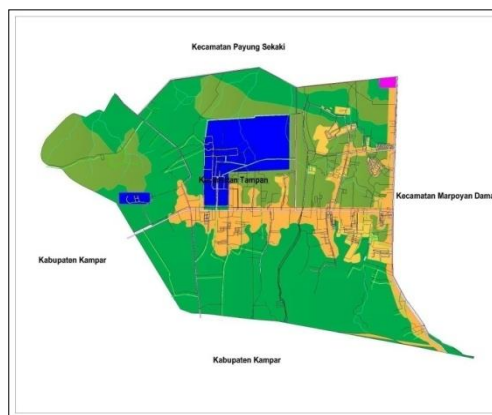 Kecamatan Payung Sekaki
Kecamatan Tampan
Kecamatan Marpoyan Dama
Kabupaten Kampar
Kabupaten Kampar